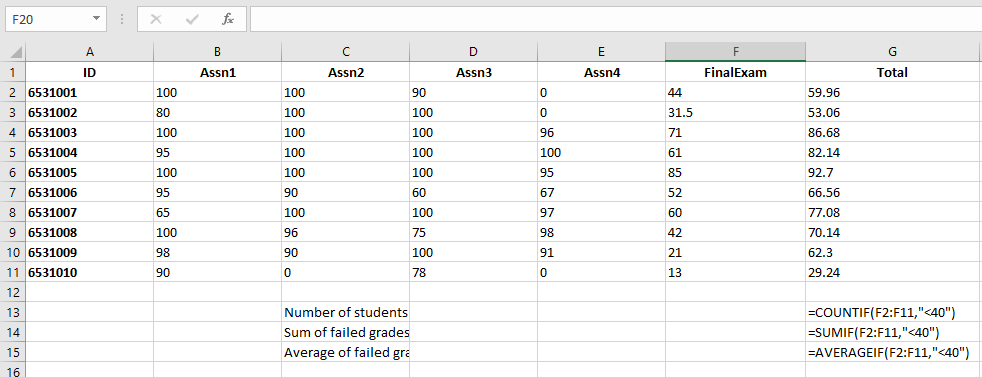 F20 fx
A B C D E F G
1 ID Assn1 Assn2 Assn3 Assn4 FinalExam Total
2 6531001 100 100 90 0 44 59.96
3 6531002 80 100 100 0 31.5 53.06
4 6531003 100 100 100 96 71 86.68
5 6531004 95 100 100 100 61 82.14
6 6531005 100 100 100 95 85 92.7
7 6531006 95 90 60 67 52 66.56
8 6531007 65 100 100 97 60 77.08
9 6531008 100 96 75 98 42 70.14
10 6531009 98 90 100 91 21 62.3
11 6531010 90 0 78 0 13 29.24
12
13 Number of students =COUNTIF(F2:F11,"<40")
14 Sum of failed grades =SUMIF(F2:F11,"<40")
15 Average of failed gra =AVERAGEIF(F2:F11,"<40")
16